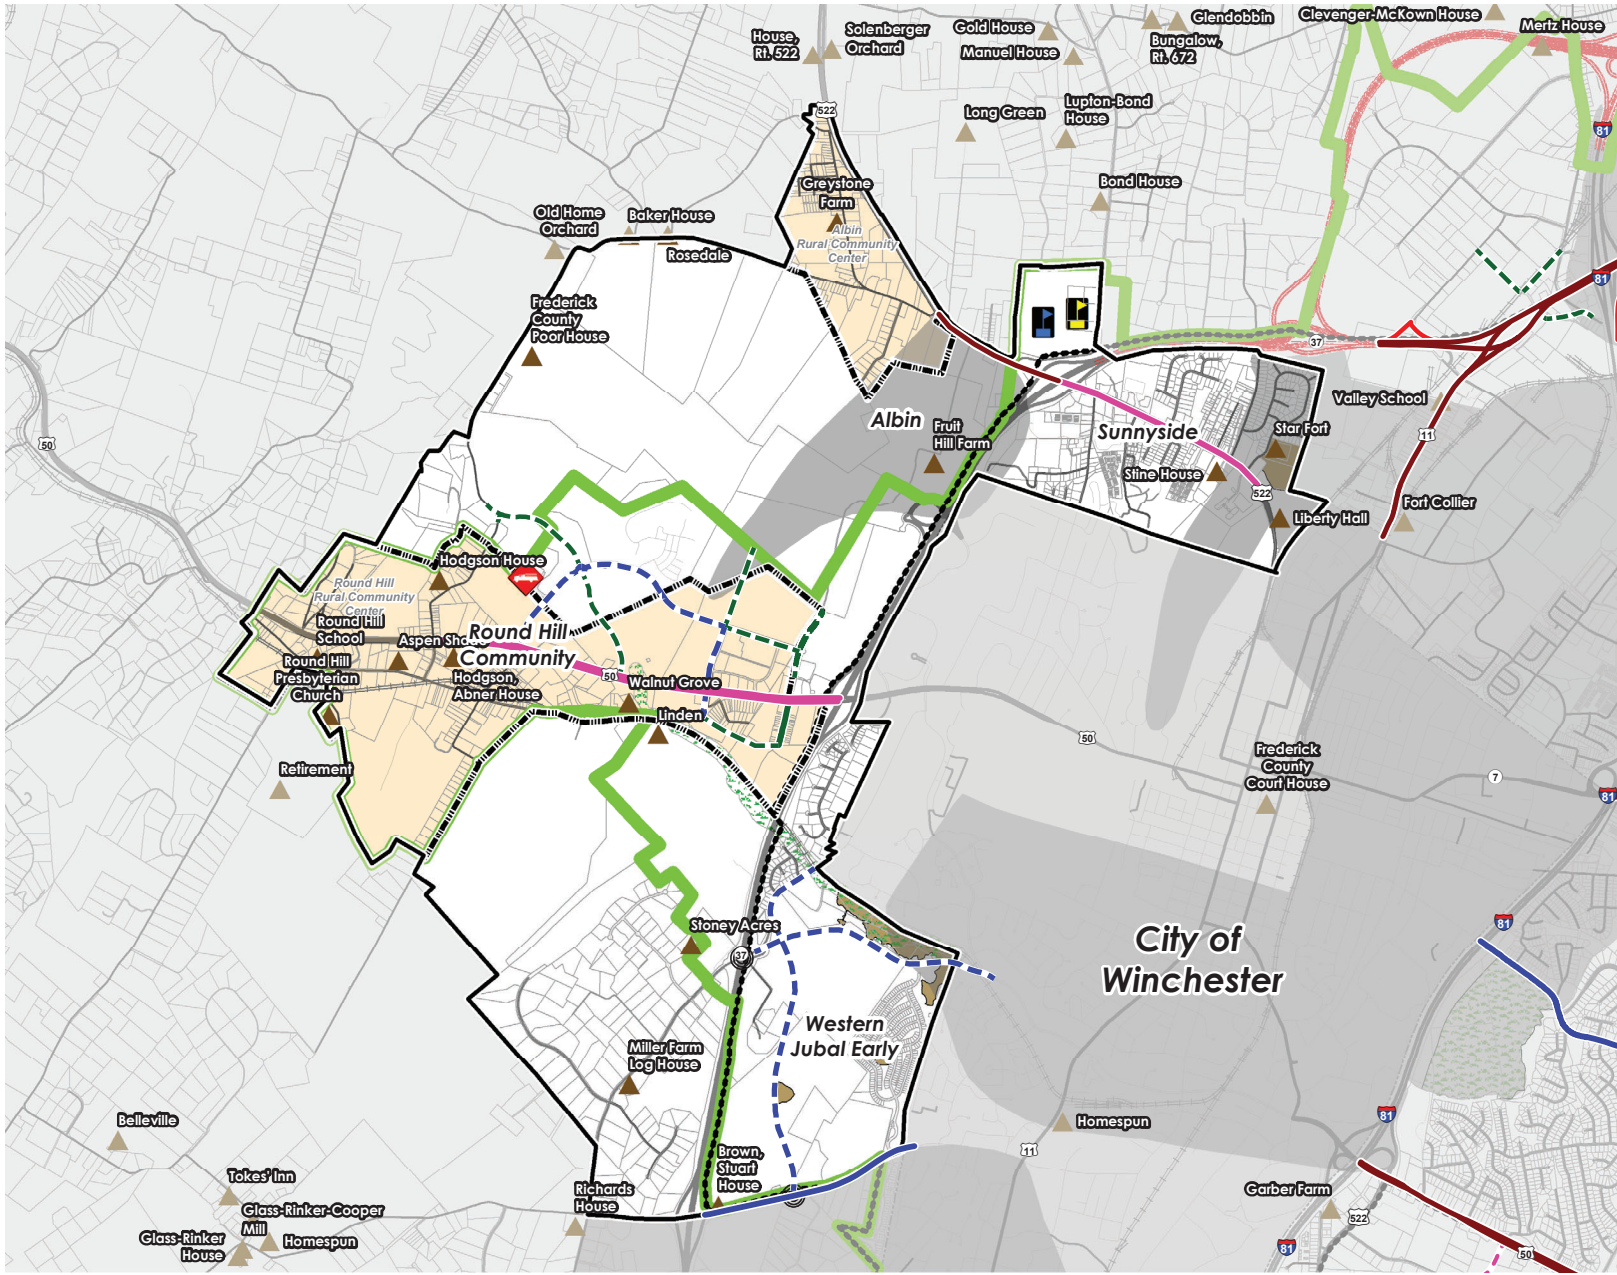 House,
Rt. 522
Solenberger
Orchard
Gold House
Manuel House
Glendobbin
Bungalow,
Rt. 672
Clevenger-McKown House
Mertz House
522
Long Green
Lupton-Bond
House
81
Bond House
Greystone
Farm
Albin
Rural Community
Center
Old Home
Orchard
Baker House
Rosedale
81
Frederick
County
Poor House
37
Valley School
Albin
Fruit
Hill Farm
Sunnyside
Star Fort
11
50
Stine House
522
Liberty Hall
Fort Collier
Hodgson House
Round Hill
Rural Community
Center
Round Hill
School
Aspen Shade
Round Hill
Community
Round Hill
Presbyterian
Church
Hodgson,
Abner House
50
Walnut Grove
Linden
50
Retirement
Frederick
County
Court House
7
81
Stoney Acres
37
City of
Winchester
81
Western
Jubal Early
Miller Farm
Log House
Belleville
Homespun
81
11
Brown,
Stuart
House
Tokes' Inn
Richards
House
Garber Farm
522
Glass-Rinker-Cooper
Mill
Glass-Rinker
House
Homespun
81
50